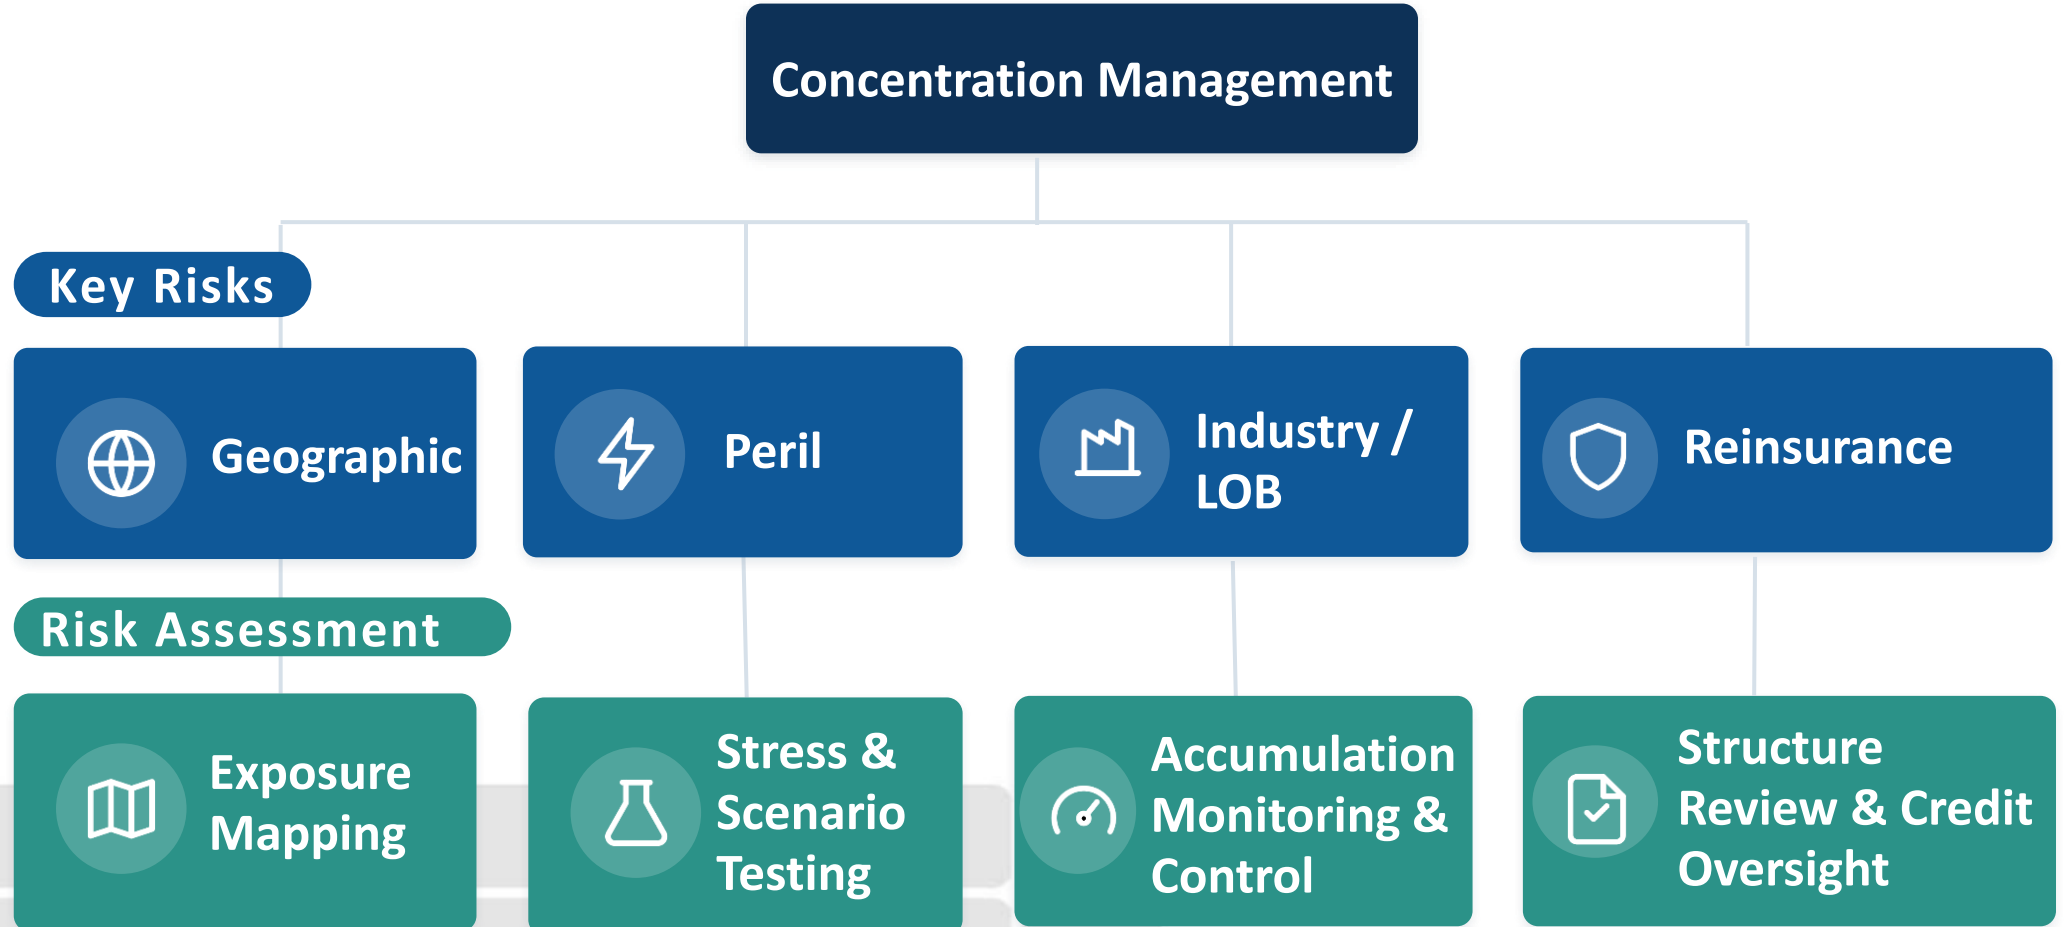 Concentration Management
Key Risks
Geographic
Peril
Industry /
LOB
Reinsurance
Risk Assessment
Exposure
Mapping
Stress &
Scenario
Testing
Accumulation
Monitoring &
Control
Structure
Review & Credit
Oversight